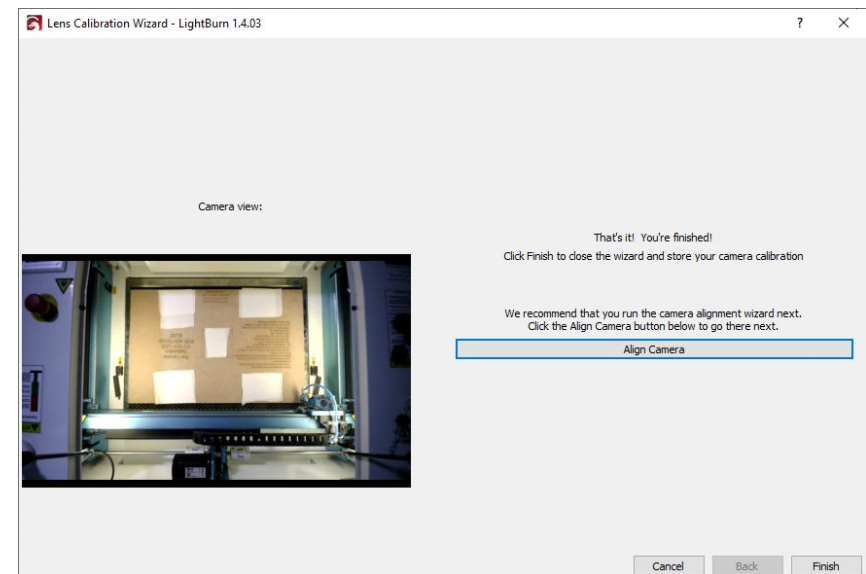 Lens Calibration Wizard - LightBurn 1.4.03
?
Camera view:
That's it! You're finished!
Click Finish to close the wizard and store your camera calibration
We recommend that you run the camera alignment wizard next.
Click the Align Camera button below to go there next.
Align Camera
Cancel
Back
Finish